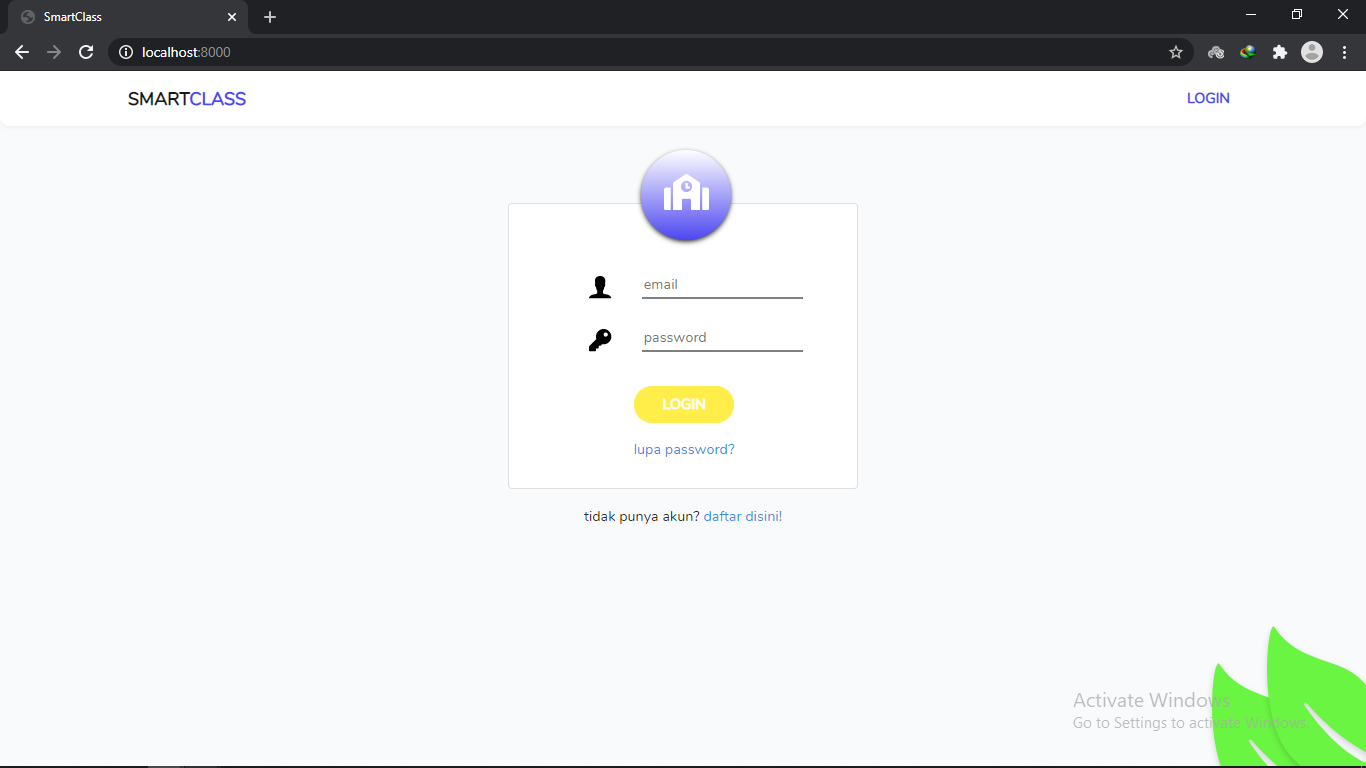 SmartClass
localhost:8000
SMARTCLASS
LOGIN
email
password
LOGIN
lupa password?
tidak punya akun? daftar disini!
Activate Windows
Go to Settings to activate Windows.